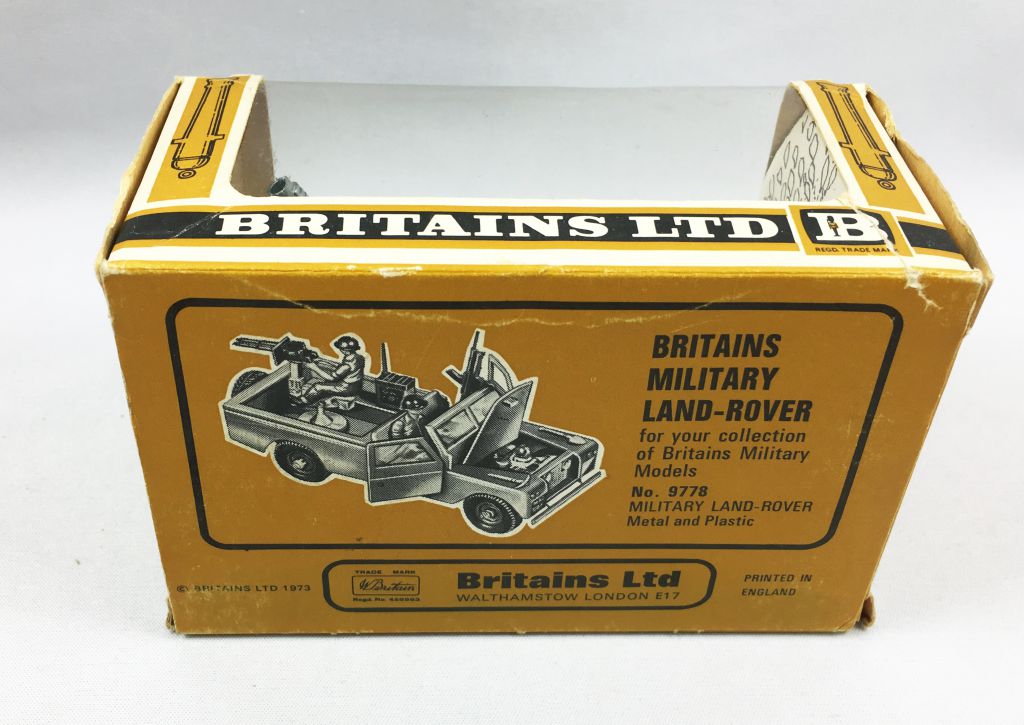 BRITAINS LTD
B
REGD. TRADE MARK
BRITAINS
MILITARY
LAND-ROVER
for your collection
of Britains Military
Models
No. 9778
MILITARY LAND-ROVER
Metal and Plastic
© BRITAINS LTD 1973
TRADE MARK
W. Britain
Regd. No.
Britains Ltd
WALTHAMSTOW LONDON E17
PRINTED IN
ENGLAND